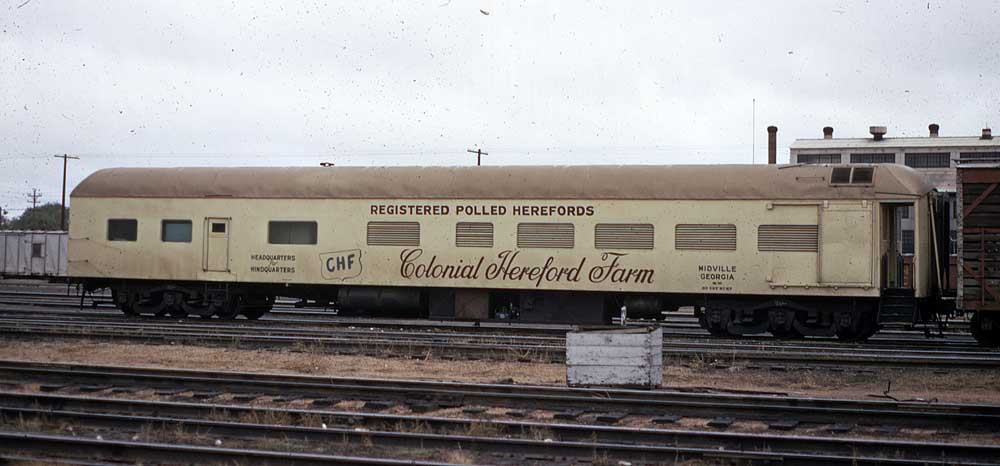 REGISTERED POLLED HEREFORDS
HEADQUARTERS
for
HINDQUARTERS
CHF
Colonial Hereford Farm
MIDVILLE
GEORGIA